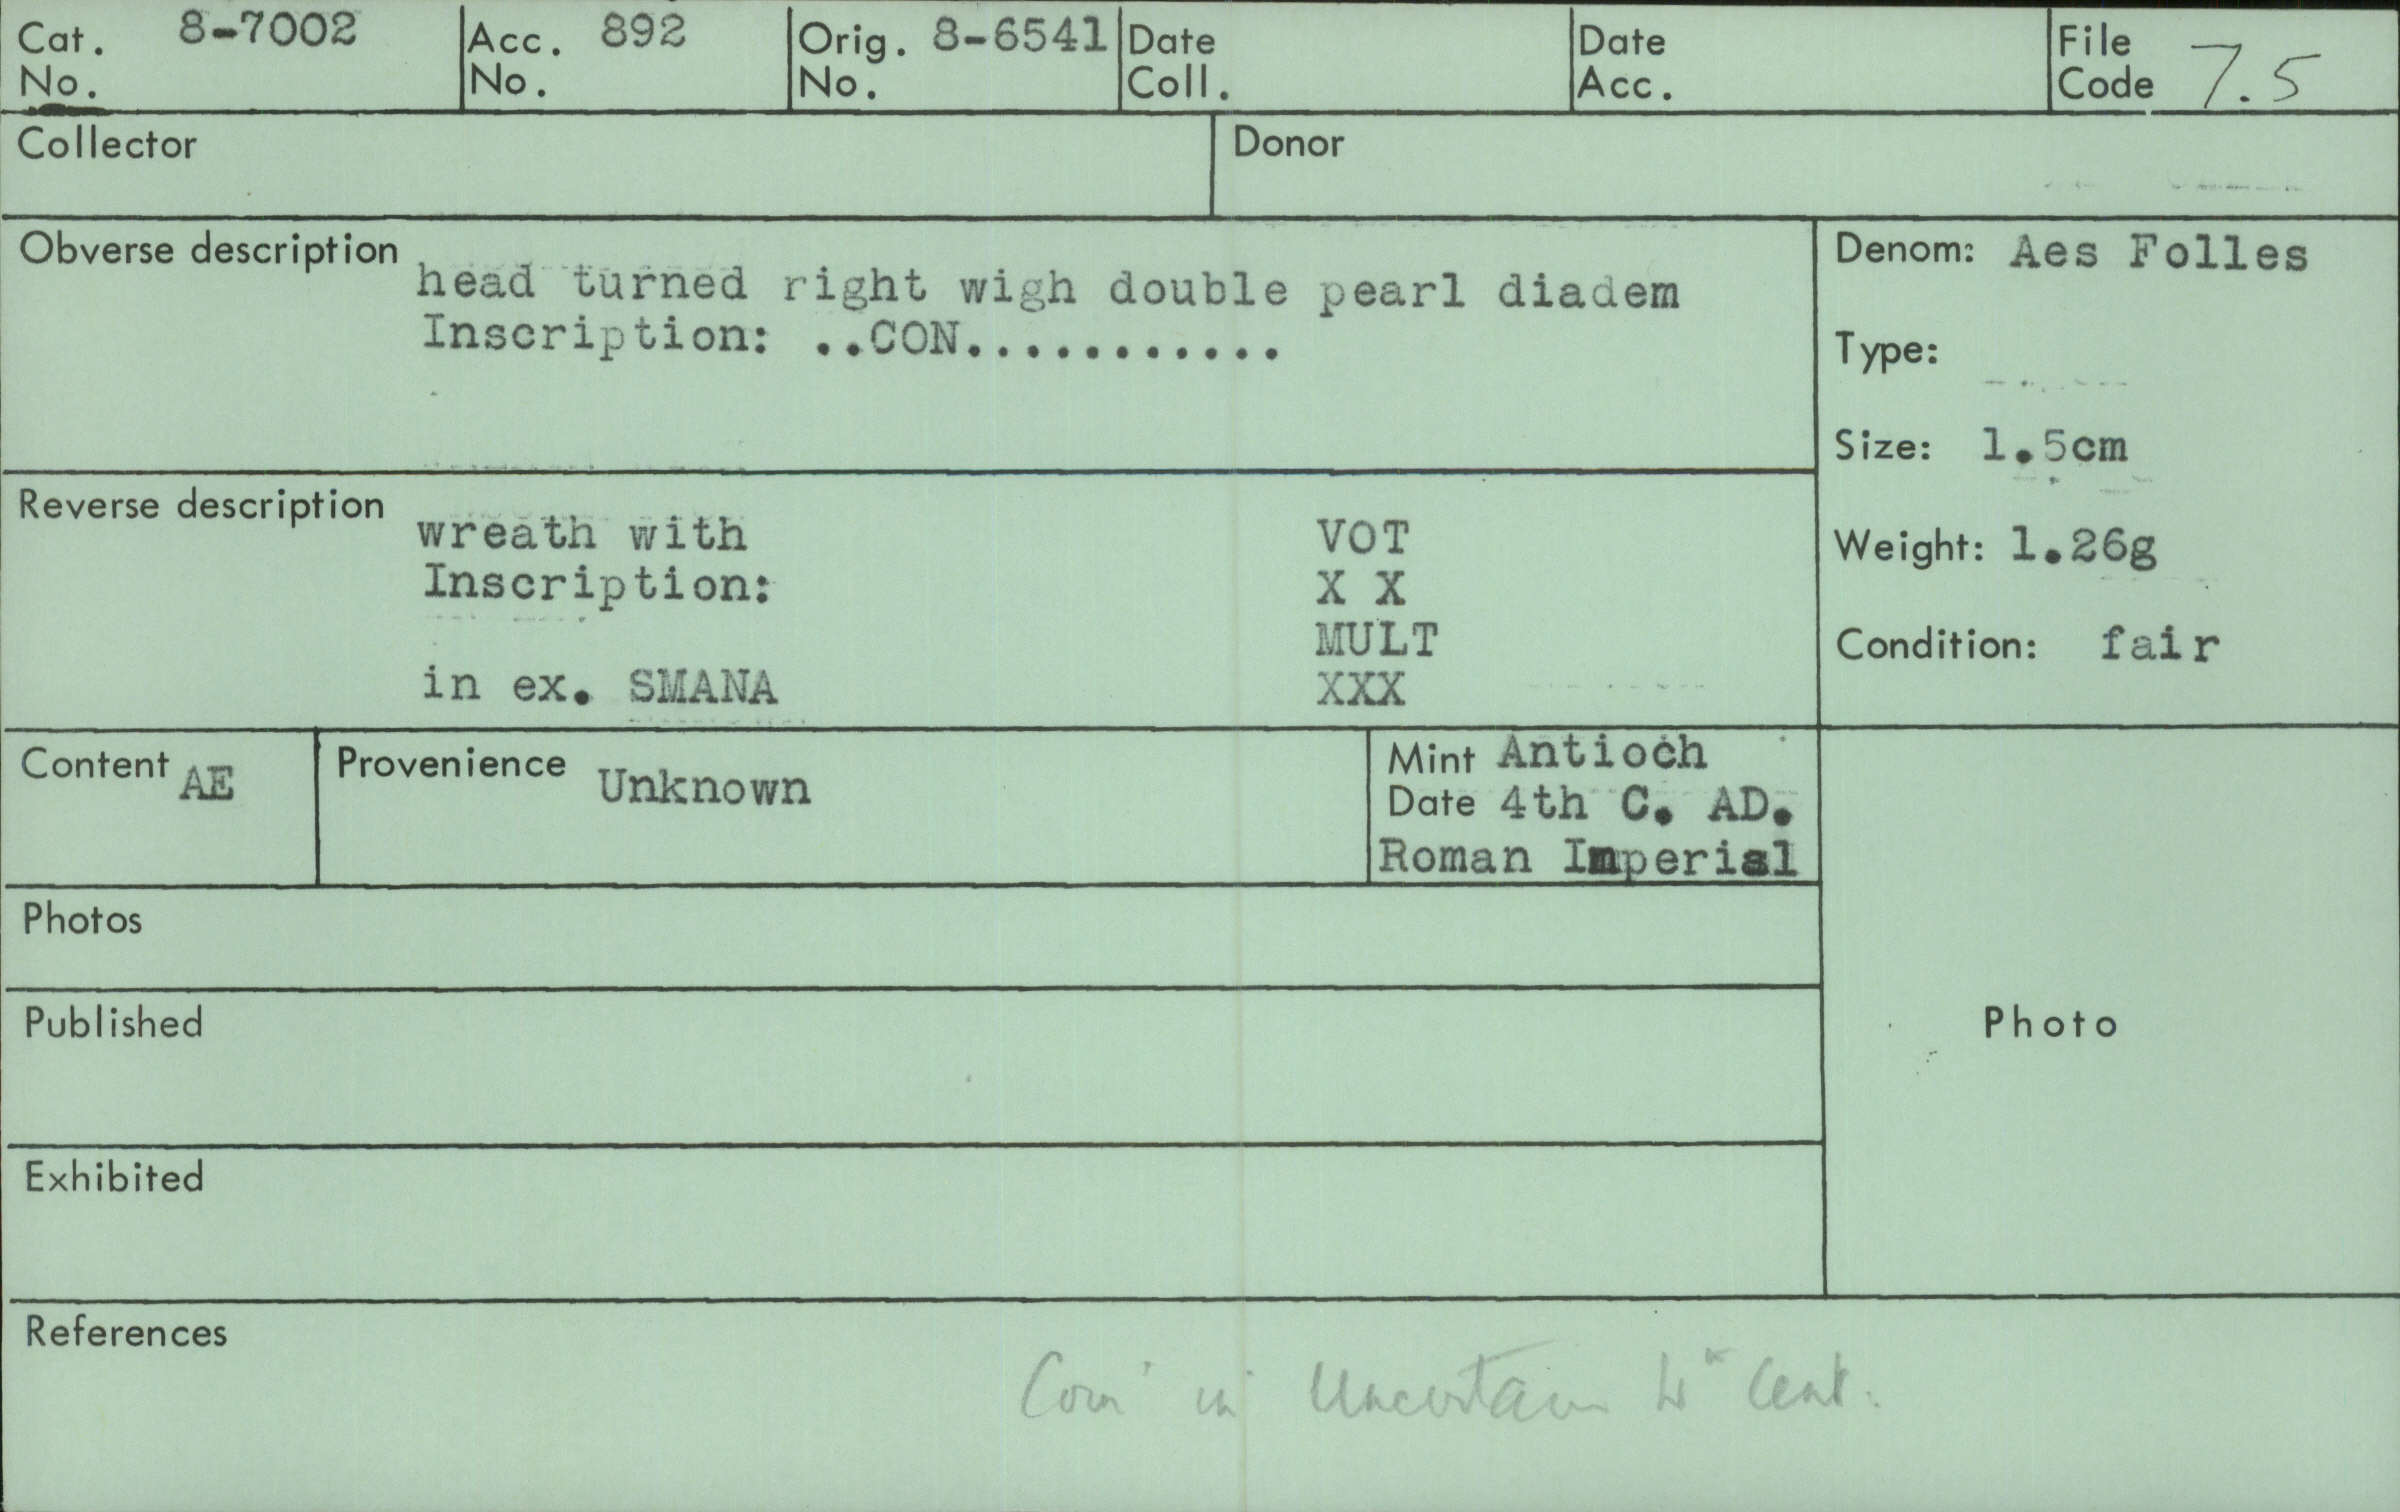 Cat. No. 8-7002
Acc. No. 892
Orig. No. 8-6541
Date Coll.
Date Acc.
File Code 7.5
Collector
Donor
Obverse description
head turned right wigh double pearl diadem
Inscription: ..CON...........
Denom: Aes Folles
Type:
Size: 1.5cm
Weight: 1.26g
Condition: fair
Reverse description
wreath with VOT
Inscription: X X
MULT
in ex. SMANA XXX
Content AE
Provenience Unknown
Mint Antioch
Date 4th C. AD.
Roman Imperial
Photos
Published
Photo
Exhibited
References
Coin in Uncertain 4th Cent.